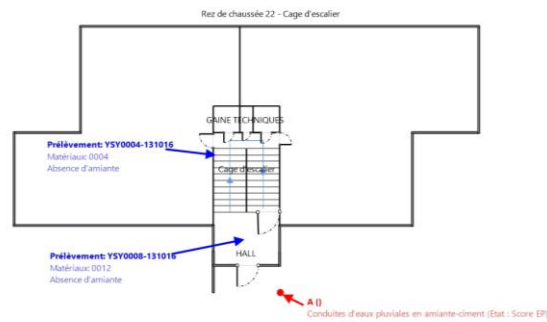 Rez de chaussée 22 - Cage d'escalier
GAINE TECHNIQUES
Prélèvement: YSY0004-131016
Matériaux: 0004
Absence d'amiante
Cage d'escalier
Prélèvement: YSY0008-131016
Matériaux: 0012
Absence d'amiante
HALL
A ()
Conduites d'eaux pluviales en amiante-ciment (Etat : Score EP)